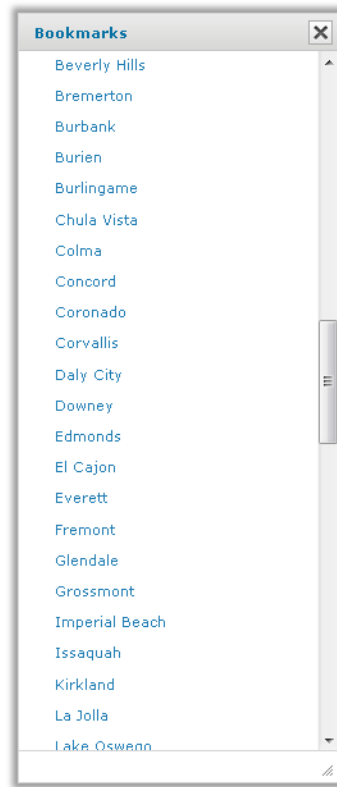 Bookmarks
Beverly Hills
Bremerton
Burbank
Burien
Burlingame
Chula Vista
Colma
Concord
Coronado
Corvallis
Daly City
Downey
Edmonds
El Cajon
Everett
Fremont
Glendale
Grossmont
Imperial Beach
Issaquah
Kirkland
La Jolla
Lake Oswego